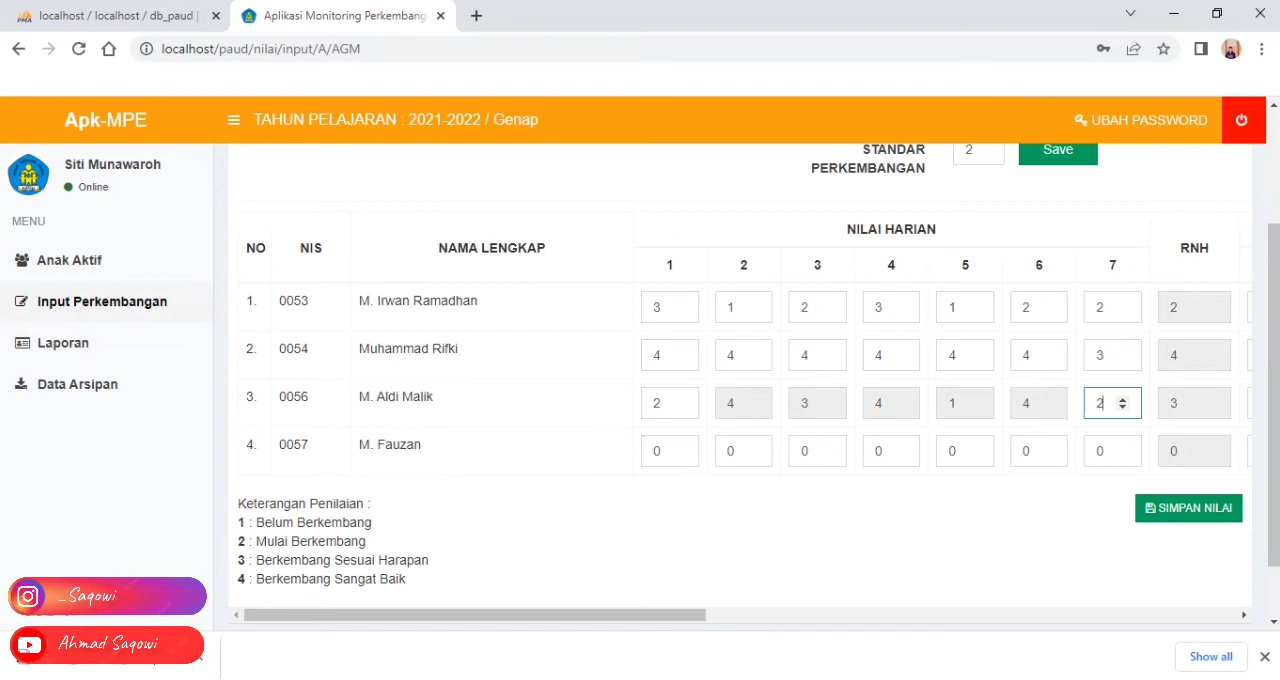 localhost / localhost / db_paud |
Aplikasi Monitoring Perkembang
localhost/paud/nilai/input/A/AGM
Apk-MPE
TAHUN PELAJARAN : 2021-2022 / Genap
UBAH PASSWORD
Siti Munawaroh
Online
MENU
Anak Aktif
Input Perkembangan
Laporan
Data Arsipan
STANDAR PERKEMBANGAN
2
Save
NO NIS NAMA LENGKAP NILAI HARIAN RNH
1 2 3 4 5 6 7
1. 0053 M. Irwan Ramadhan 3 1 2 3 1 2 2 2
2. 0054 Muhammad Rifki 4 4 4 4 4 4 3 4
3. 0056 M. Aldi Malik 2 4 3 4 1 4 2 3
4. 0057 M. Fauzan 0 0 0 0 0 0 0 0
Keterangan Penilaian :
1 : Belum Berkembang
2 : Mulai Berkembang
3 : Berkembang Sesuai Harapan
4 : Berkembang Sangat Baik
SIMPAN NILAI
_Saqowi
Ahmad Saqowi
Show all